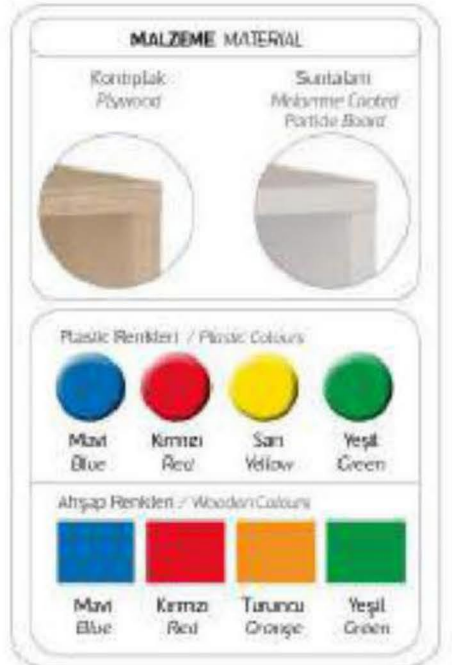 MALZEME MATERIAL
Kontrplak
Plywood
Suntalam
Melamine Coated
Particle Board
Plastic Renkleri / Plastic Colours
Mavi
Blue
Kırmızı
Red
Sarı
Yellow
Yeşil
Green
Ahşap Renkleri / Wooden Colours
Mavi
Blue
Kırmızı
Red
Turuncu
Orange
Yeşil
Green